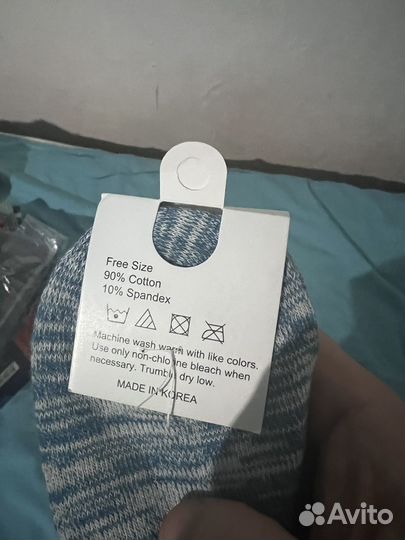 Free Size
90% Cotton
10% Spandex
Machine wash warm with like colors.
Use only non-chlorine bleach when
necessary. Tumble dry low.
MADE IN KOREA
Avito